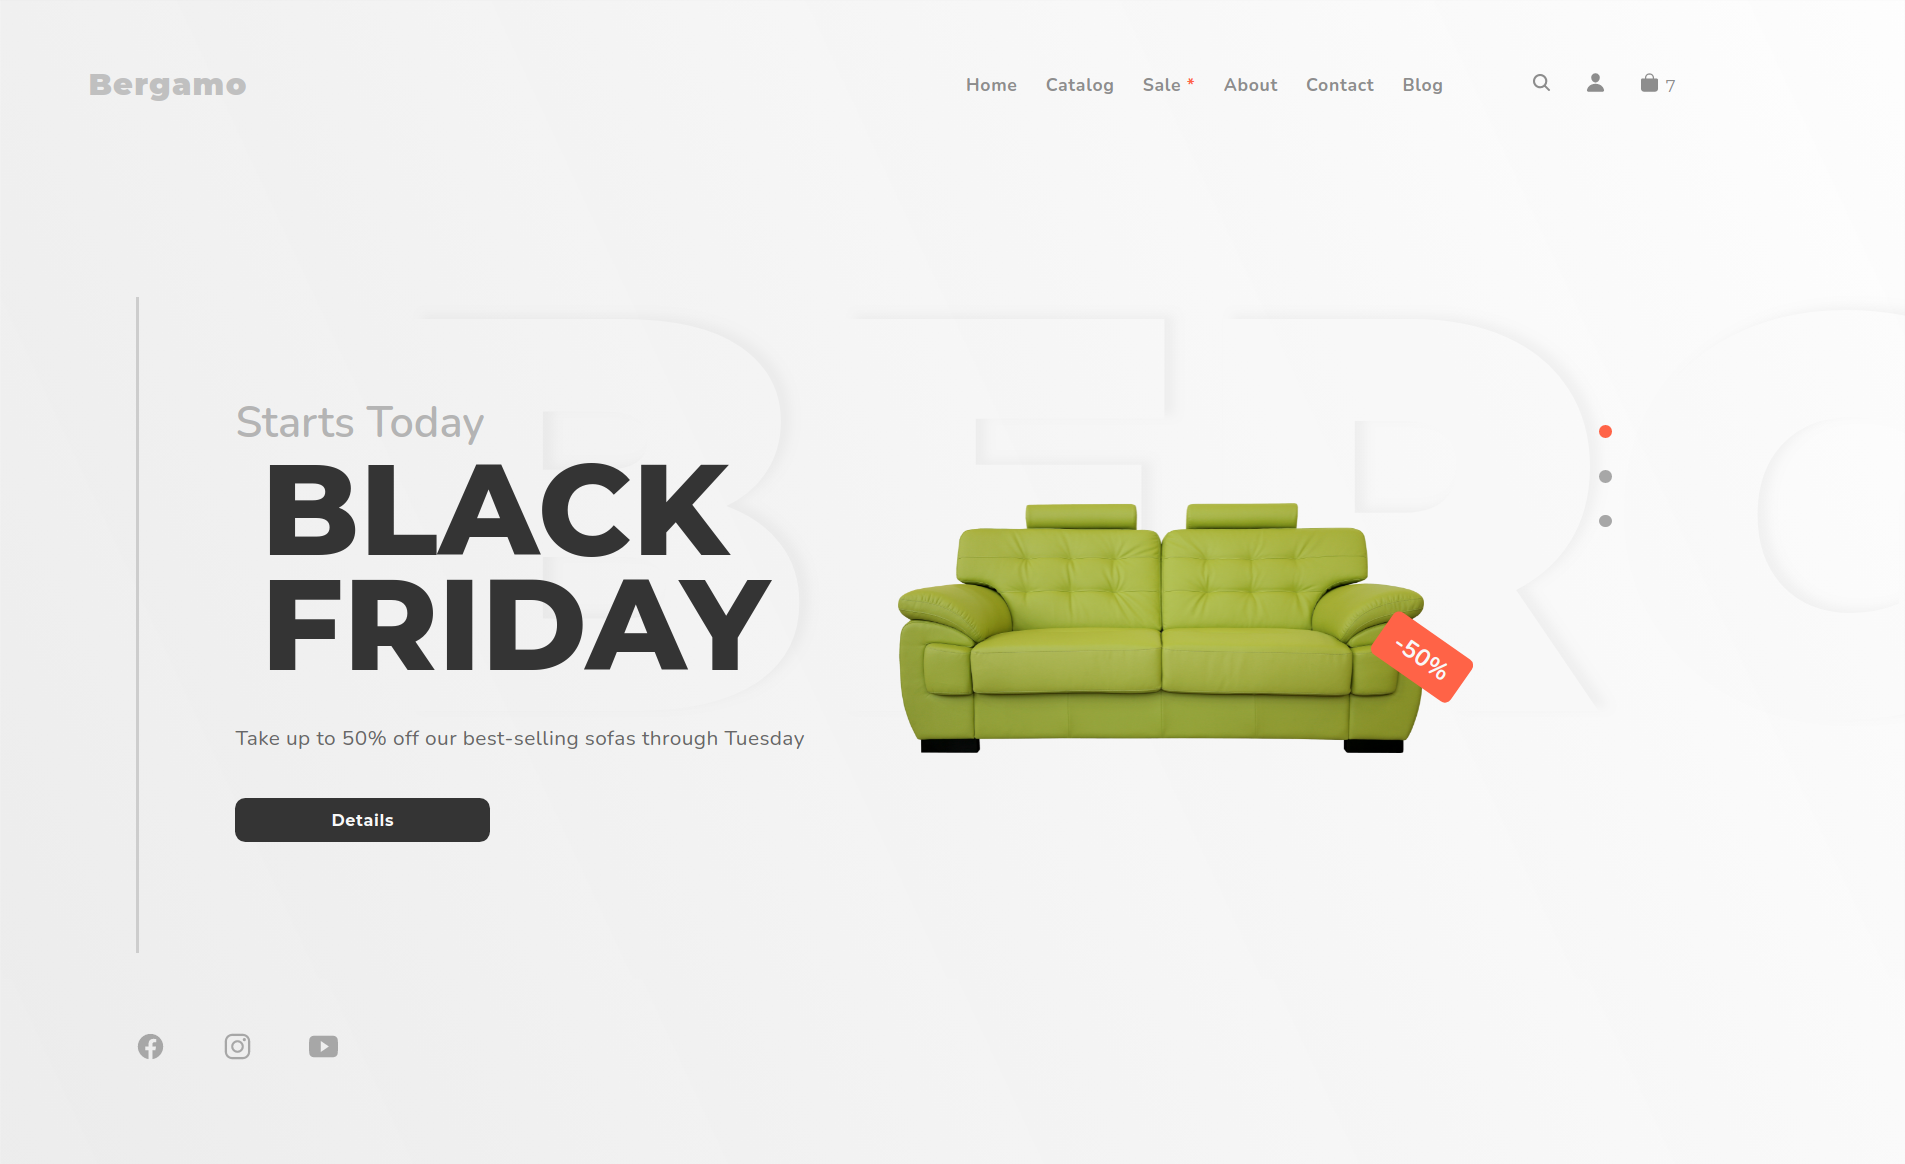 Bergamo
Home Catalog Sale * About Contact Blog 7
BERG
Starts Today
BLACK
FRIDAY
-50%
Take up to 50% off our best-selling sofas through Tuesday
Details